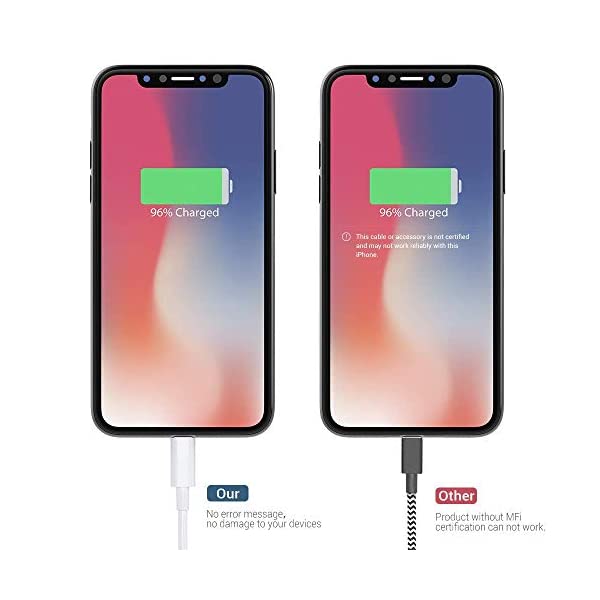 96% Charged
96% Charged
This cable or accessory is not certified
and may not work reliably with this
iPhone.
Our
No error message,
no damage to your devices
Other
Product without MFi
certification can not work.